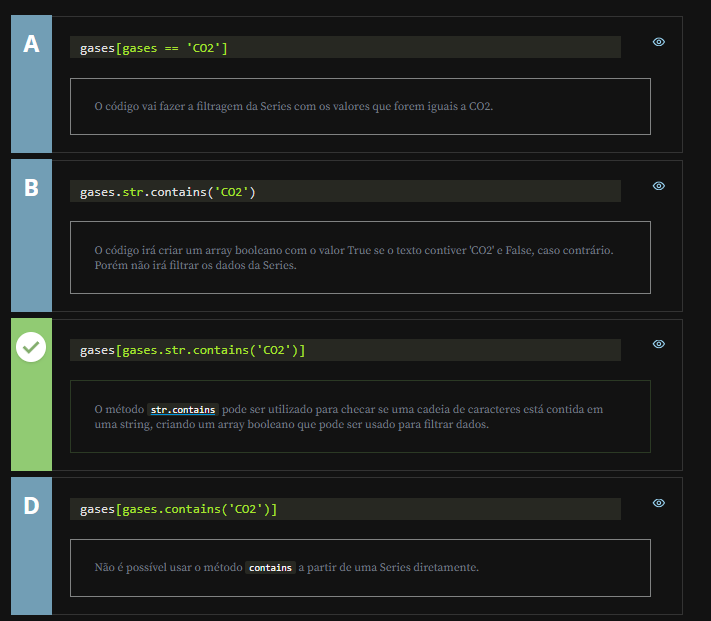 A
gases[gases == 'CO2']
O código vai fazer a filtragem da Series com os valores que forem iguais a CO2.
B
gases.str.contains('CO2')
O código irá criar um array booleano com o valor True se o texto contiver 'CO2' e False, caso contrário.
Porém não irá filtrar os dados da Series.
gases[gases.str.contains('CO2')]
O método str.contains pode ser utilizado para checar se uma cadeia de caracteres está contida em
uma string, criando um array booleano que pode ser usado para filtrar dados.
D
gases[gases.contains('CO2')]
Não é possível usar o método contains a partir de uma Series diretamente.